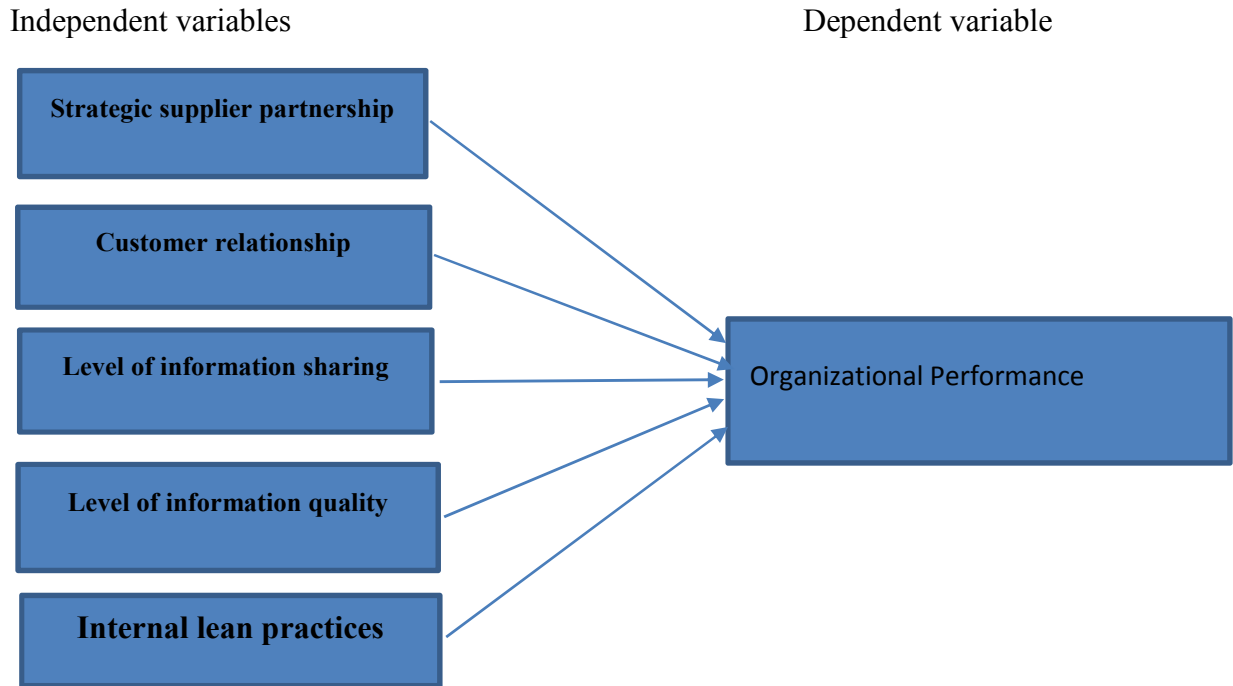 Independent variables
Dependent variable
Strategic supplier partnership
Customer relationship
Level of information sharing
Organizational Performance
Level of information quality
Internal lean practices